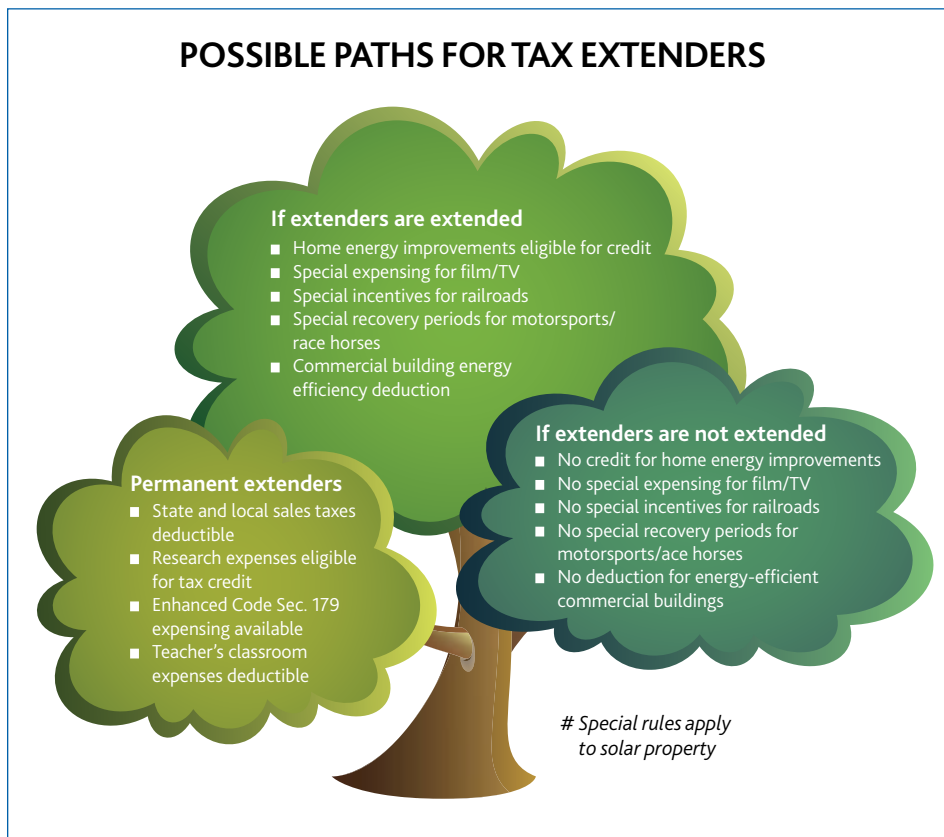 POSSIBLE PATHS FOR TAX EXTENDERS
If extenders are extended
■ Home energy improvements eligible for credit
■ Special expensing for film/TV
■ Special incentives for railroads
■ Special recovery periods for motorsports/
race horses
■ Commercial building energy
efficiency deduction
Permanent extenders
■ State and local sales taxes
deductible
■ Research expenses eligible
for tax credit
■ Enhanced Code Sec. 179
expensing available
■ Teacher's classroom
expenses deductible
If extenders are not extended
■ No credit for home energy improvements
■ No special expensing for film/TV
■ No special incentives for railroads
■ No special recovery periods for
motorsports/ace horses
■ No deduction for energy-efficient
commercial buildings
# Special rules apply
to solar property